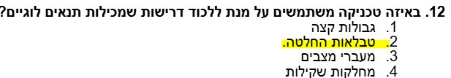 12. באיזה טכניקה משתמשים על מנת ללכוד דרישות שמכילות תנאים לוגיים?
1. גבולות קצה
2. טבלאות החלטה.
3. מעברי מצבים
4. מחלקות שקילות